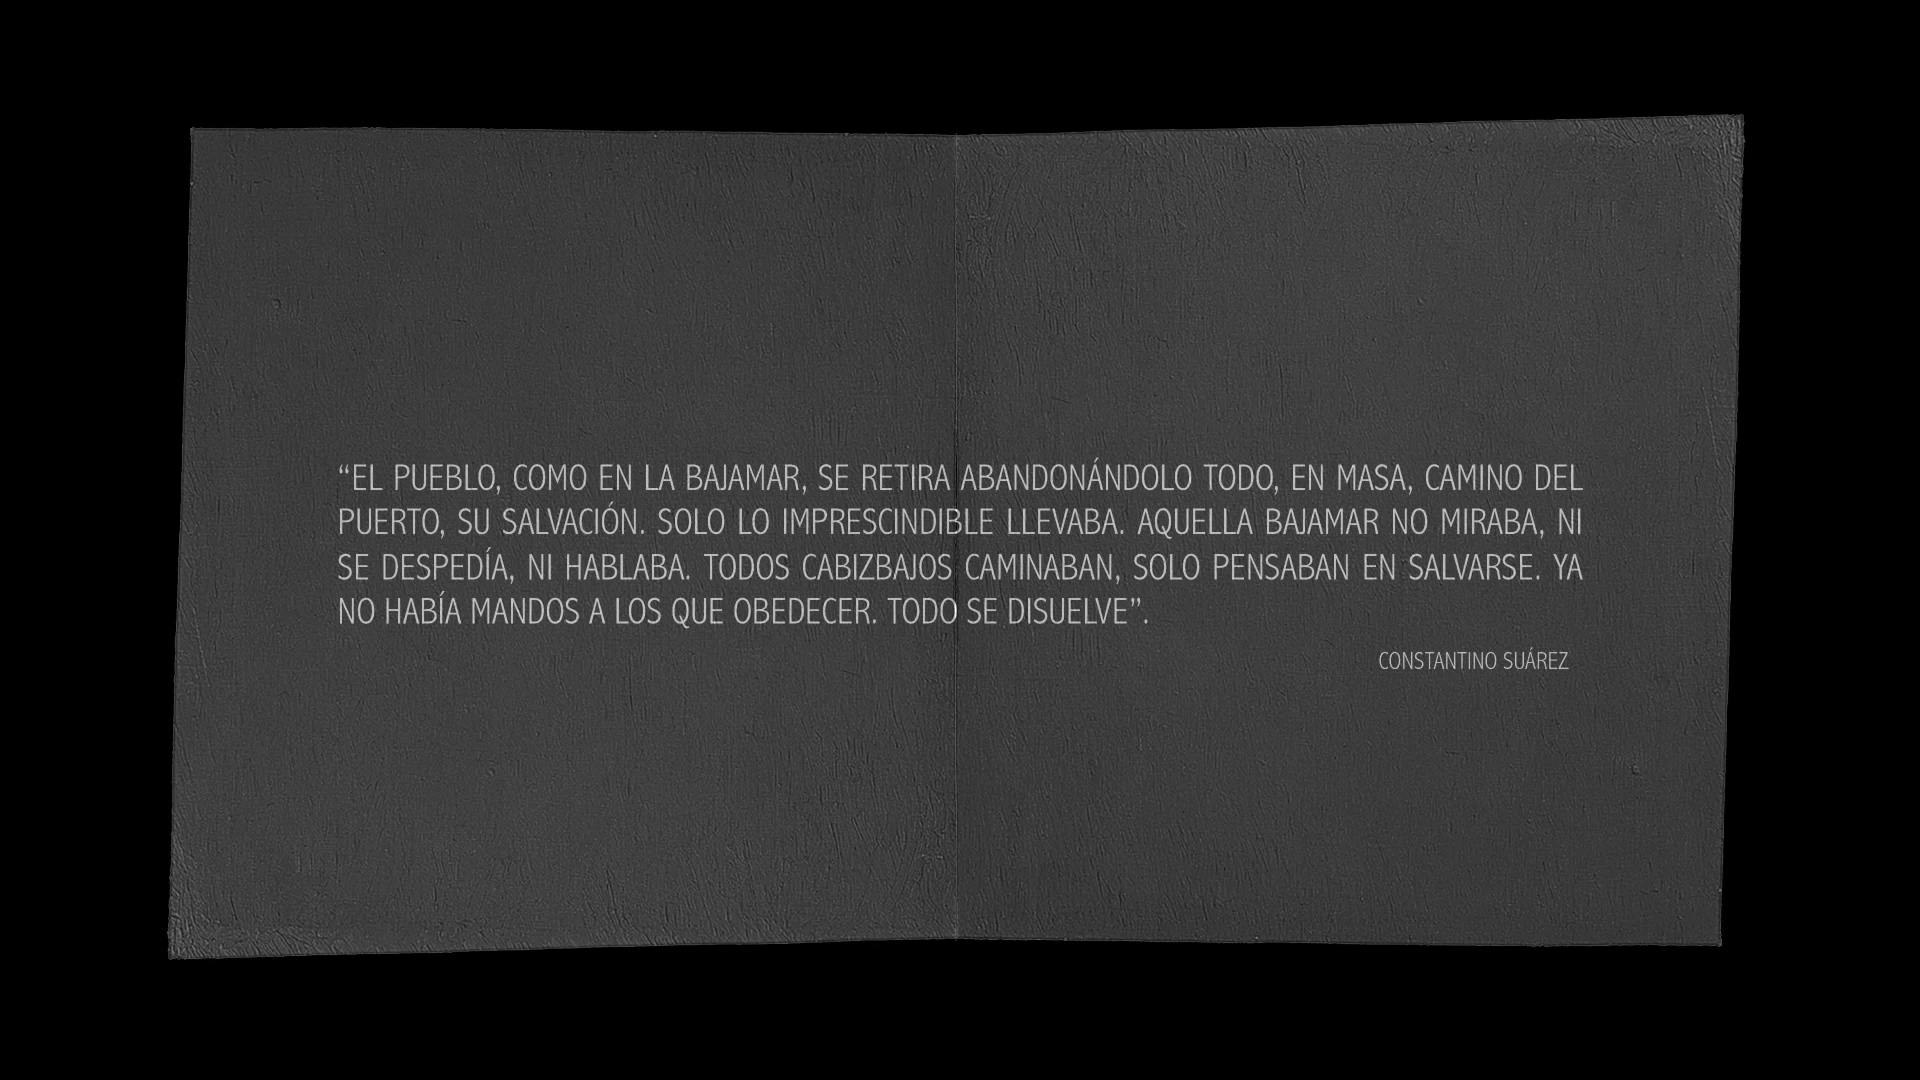 “EL PUEBLO, COMO EN LA BAJAMAR, SE RETIRA ABANDONÁNDOLO TODO, EN MASA, CAMINO DEL
PUERTO, SU SALVACIÓN. SOLO LO IMPRESCINDIBLE LLEVABA. AQUELLA BAJAMAR NO MIRABA, NI
SE DESPEDÍA, NI HABLABA. TODOS CABIZBAJOS CAMINABAN, SOLO PENSABAN EN SALVARSE. YA
NO HABÍA MANDOS A LOS QUE OBEDECER. TODO SE DISUELVE”.
CONSTANTINO SUÁREZ